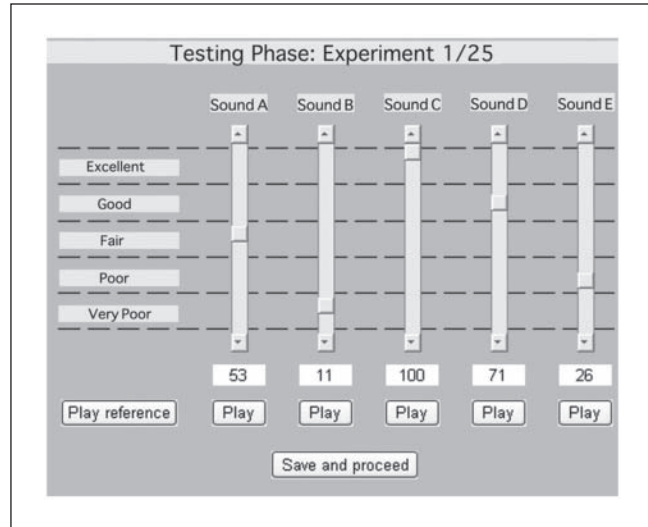 Testing Phase: Experiment 1/25
Sound A Sound B Sound C Sound D Sound E
Excellent
Good
Fair
Poor
Very Poor
53 11 100 71 26
Play reference Play Play Play Play Play
Save and proceed